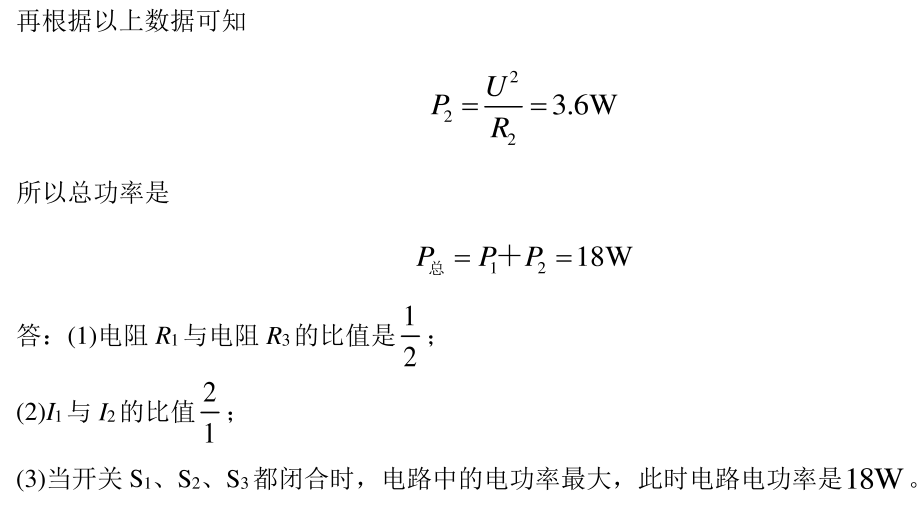 再根据以上数据可知
P₂ = U²/R₂ = 3.6W
所以总功率是
P总 = P₁+P₂ = 18W
答：(1)电阻 R₁ 与电阻 R₃ 的比值是 1/2；
(2)I₁ 与 I₂ 的比值 2/1；
(3)当开关 S₁、S₂、S₃ 都闭合时，电路中的电功率最大，此时电路电功率是18W。